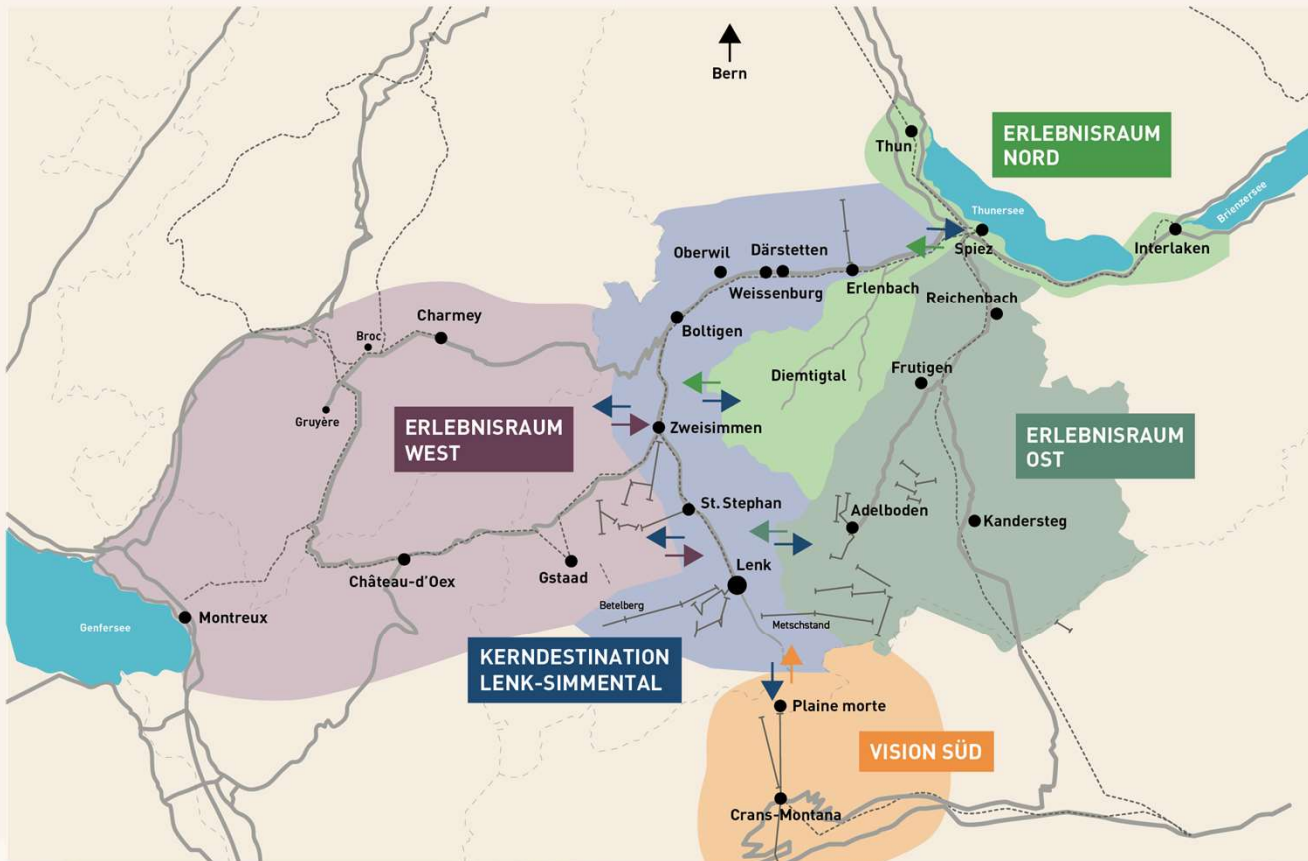 Bern
ERLEBNISRAUM
NORD
Thun
Thunersee
Brienzersee
Spiez
Interlaken
Oberwil
Därstetten
Weissenburg
Erlenbach
Reichenbach
Boltigen
Charmey
Broc
Gruyère
Diemtigtal
Frutigen
ERLEBNISRAUM
WEST
Zweisimmen
ERLEBNISRAUM
OST
St. Stephan
Adelboden
Kandersteg
Château-d'Oex
Gstaad
Lenk
Betelberg
Metschstand
Montreux
Genfersee
KERNDESTINATION
LENK-SIMMENTAL
Plaine morte
VISION SÜD
Crans-Montana